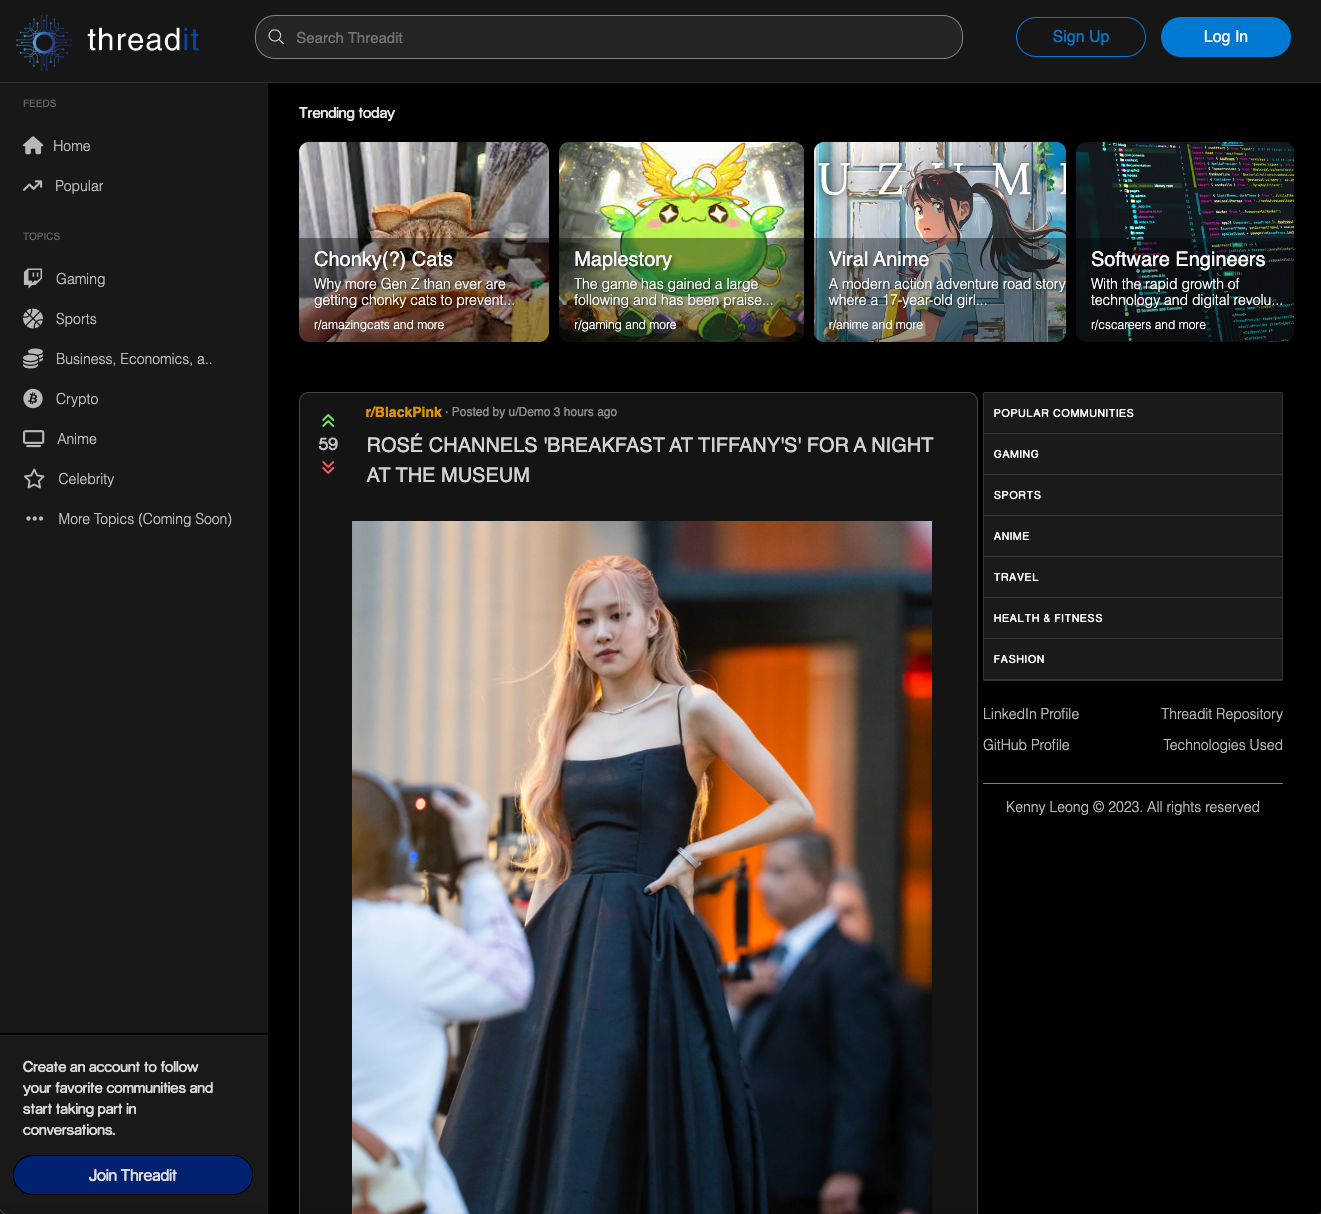 threadit
Search Threadit
Sign Up
Log In
FEEDS
Home
Popular
TOPICS
Gaming
Sports
Business, Economics, a..
Crypto
Anime
Celebrity
More Topics (Coming Soon)
Create an account to follow
your favorite communities and
start taking part in
conversations.
Join Threadit
Trending today
Chonky(?) Cats
Why more Gen Z than ever are
getting chonky cats to prevent...
r/amazingcats and more
Maplestory
The game has gained a large
following and has been praise...
r/gaming and more
U Z U M
Viral Anime
A modern action adventure road story
where a 17-year-old girl...
r/anime and more
Software Engineers
With the rapid growth of
technology and digital revolu...
r/cscareers and more
r/BlackPink · Posted by u/Demo 3 hours ago
59
ROSÉ CHANNELS 'BREAKFAST AT TIFFANY'S' FOR A NIGHT
AT THE MUSEUM
POPULAR COMMUNITIES
GAMING
SPORTS
ANIME
TRAVEL
HEALTH & FITNESS
FASHION
LinkedIn Profile
Threadit Repository
GitHub Profile
Technologies Used
Kenny Leong © 2023. All rights reserved